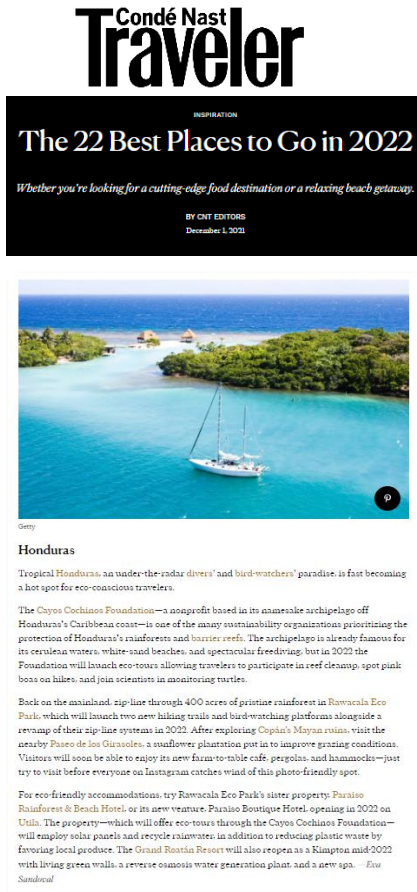 Condé Nast
Traveler
INSPIRATION
The 22 Best Places to Go in 2022
Whether you're looking for a cutting-edge food destination or a relaxing beach getaway.
BY CNT EDITORS
December 1, 2021
Getty
Honduras
Tropical Honduras, an under-the-radar divers' and bird-watchers' paradise, is fast becoming
a hot spot for eco-conscious travelers.
The Cayos Cochinos Foundation—a nonprofit based in its namesake archipelago off
Honduras's Caribbean coast—is one of many sustainability organizations prioritizing the
protection of Honduras's rainforests and barrier reefs. The archipelago is already famous for
its cerulean waters, white-sand beaches, and spectacular freediving, but in 2022 the
Foundation will launch eco-tours allowing travelers to participate in reef cleanup, spot pink
boas on hikes, and join scientists in monitoring turtles.
Back on the mainland, zip-line through 400 acres of pristine rainforest in Rawacala Eco
Park, which will launch two new hiking trails and bird-watching platforms alongside a
revamp of their zip-line systems in 2022. After exploring Copán's Mayan ruins, visit the
nearby Paseo de los Girasoles, a sunflower plantation put in to improve grazing conditions.
Visitors will soon be able to enjoy its new farm-to-table café, pergolas, and hammocks—just
try to visit before everyone on Instagram catches wind of this photo-friendly spot.
For eco-friendly accommodations, try Rawacala Eco Park's sister property, Paraiso
Rainforest & Beach Hotel, or its new venture, Paraiso Boutique Hotel, opening in 2022 on
Utila. The property—which will offer eco-tours through the Cayos Cochinos Foundation—
will employ solar panels and recycle rainwater, in addition to reducing plastic waste by
favoring local produce. The Grand Roatán Resort will also reopen as a Kimpton mid-2022
with living green walls, a reverse osmosis water generation plant, and a new spa. —Eva
Sandoval